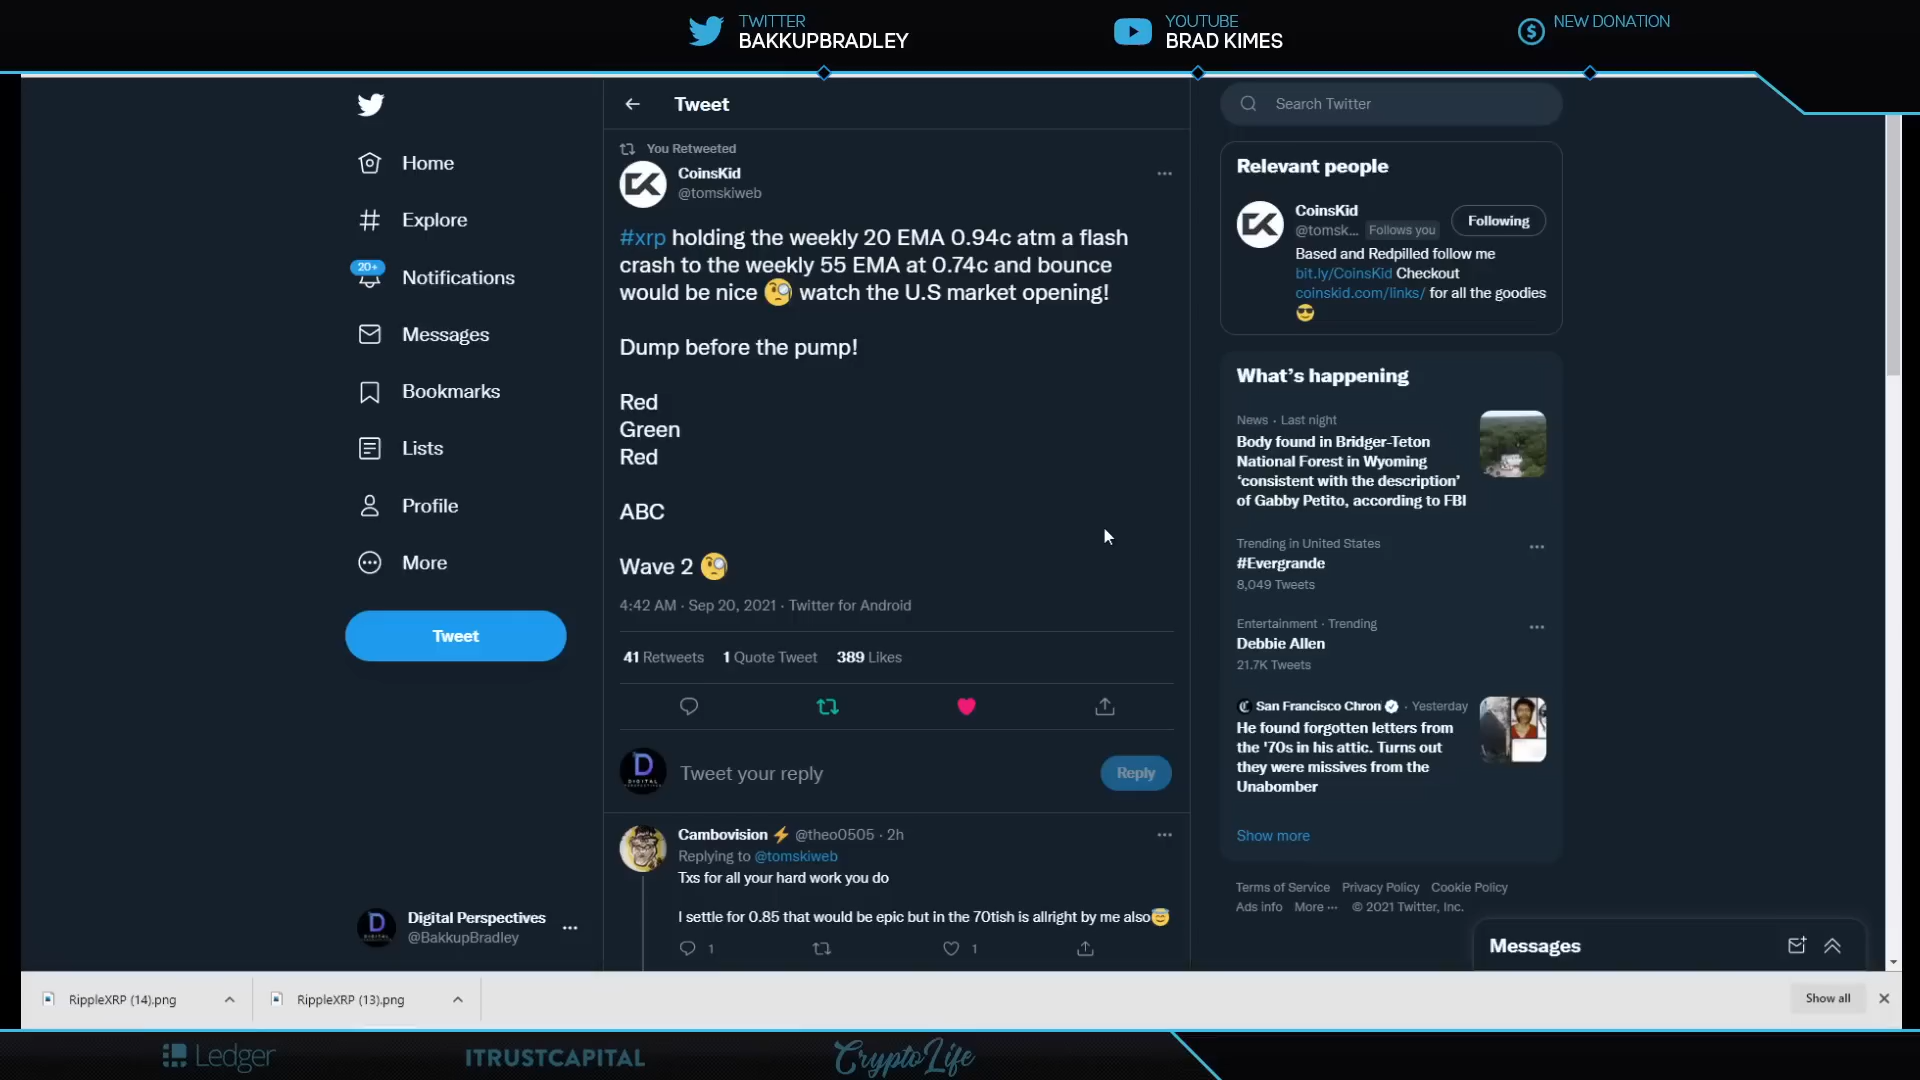 TWITTER
BAKKUPBRADLEY
YOUTUBE
BRAD KIMES
NEW DONATION
Home
Explore
20+
Notifications
Messages
Bookmarks
Lists
Profile
More
Tweet
Digital Perspectives
@BakkupBradley
Tweet
You Retweeted
CoinsKid
@tomskiweb
#xrp holding the weekly 20 EMA 0.94c atm a flash
crash to the weekly 55 EMA at 0.74c and bounce
would be nice 🧐 watch the U.S market opening!
Dump before the pump!
Red
Green
Red
ABC
Wave 2 🧐
4:42 AM · Sep 20, 2021 · Twitter for Android
41 Retweets 1 Quote Tweet 389 Likes
Tweet your reply
Reply
Cambovision ⚡ @theo0505 · 2h
Replying to @tomskiweb
Txs for all your hard work you do
I settle for 0.85 that would be epic but in the 70tish is allright by me also😇
1 1
Search Twitter
Relevant people
CoinsKid
@tomsk... Follows you
Following
Based and Redpilled follow me
bit.ly/CoinsKid Checkout
coinskid.com/links/ for all the goodies
😎
What's happening
News · Last night
Body found in Bridger-Teton
National Forest in Wyoming
‘consistent with the description’
of Gabby Petito, according to FBI
Trending in United States
#Evergrande
8,049 Tweets
Entertainment · Trending
Debbie Allen
21.7K Tweets
San Francisco Chron · Yesterday
He found forgotten letters from
the '70s in his attic. Turns out
they were missives from the
Unabomber
Show more
Terms of Service Privacy Policy Cookie Policy
Ads info More ··· © 2021 Twitter, Inc.
Messages
RippleXRP (14).png
RippleXRP (13).png
Show all
Ledger
ITRUSTCAPITAL
CryptoLife